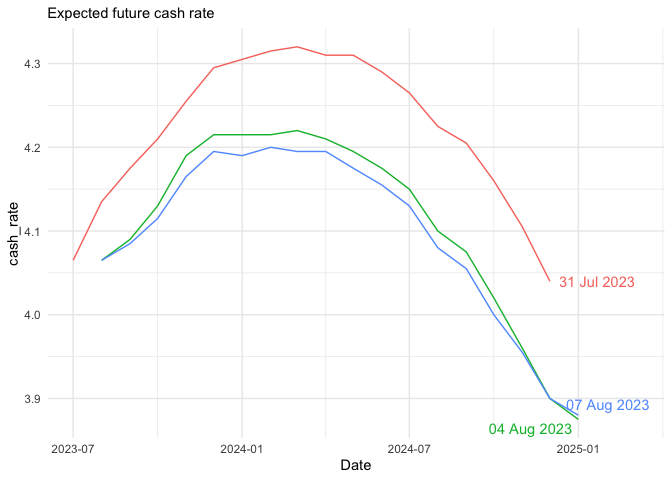 Expected future cash rate
cash_rate
4.3
4.2
4.1
4.0
3.9
31 Jul 2023
07 Aug 2023
04 Aug 2023
2023-07
2024-01
2024-07
2025-01
Date